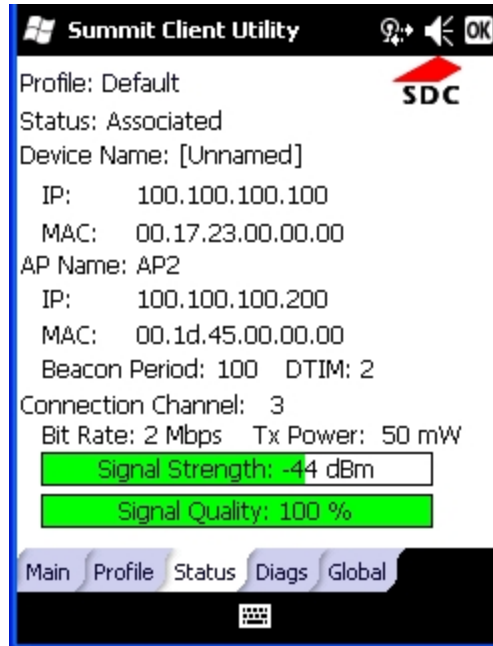 Summit Client Utility OK
Profile: Default
SDC
Status: Associated
Device Name: [Unnamed]
IP: 100.100.100.100
MAC: 00.17.23.00.00.00
AP Name: AP2
IP: 100.100.100.200
MAC: 00.1d.45.00.00.00
Beacon Period: 100 DTIM: 2
Connection Channel: 3
Bit Rate: 2 Mbps Tx Power: 50 mW
Signal Strength: -44 dBm
Signal Quality: 100 %
Main Profile Status Diags Global